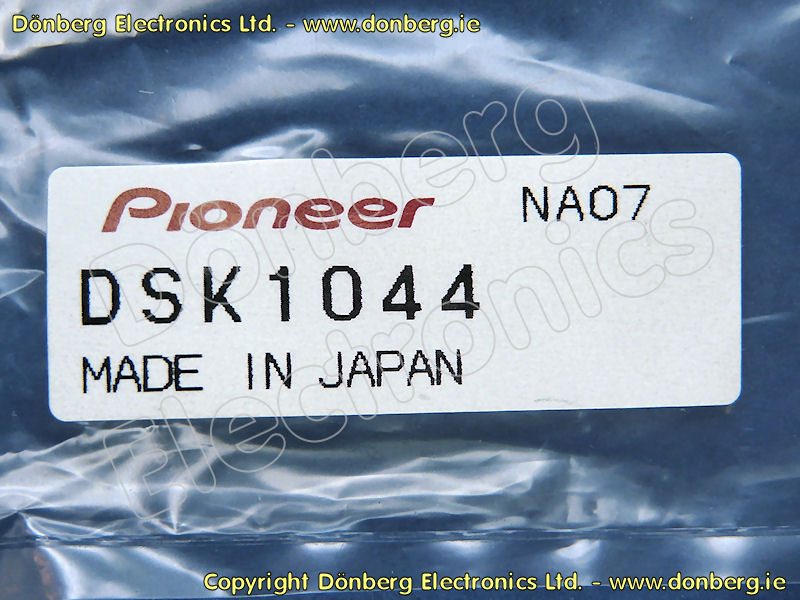 Dönberg Electronics Ltd. - www.donberg.ie
Pioneer NA07
DSK1044
MADE IN JAPAN
Donberg
Electronics
Copyright Dönberg Electronics Ltd. - www.donberg.ie